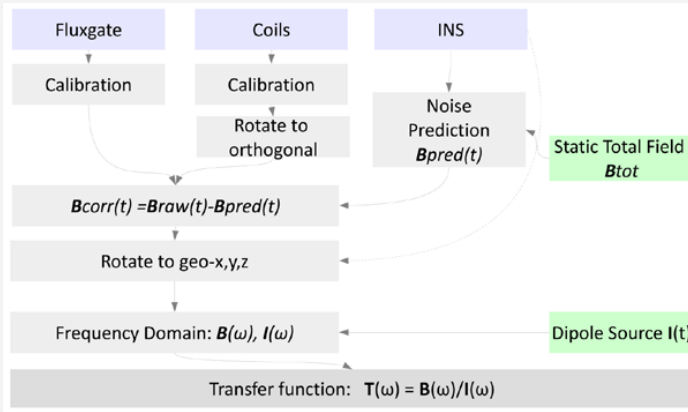 Fluxgate
Coils
INS
Calibration
Calibration
Rotate to
orthogonal
Noise
Prediction
Bpred(t)
Static Total Field
Btot
Bcorr(t) =Braw(t)-Bpred(t)
Rotate to geo-x,y,z
Frequency Domain: B(ω), I(ω)
Dipole Source I(t)
Transfer function: T(ω) = B(ω)/I(ω)